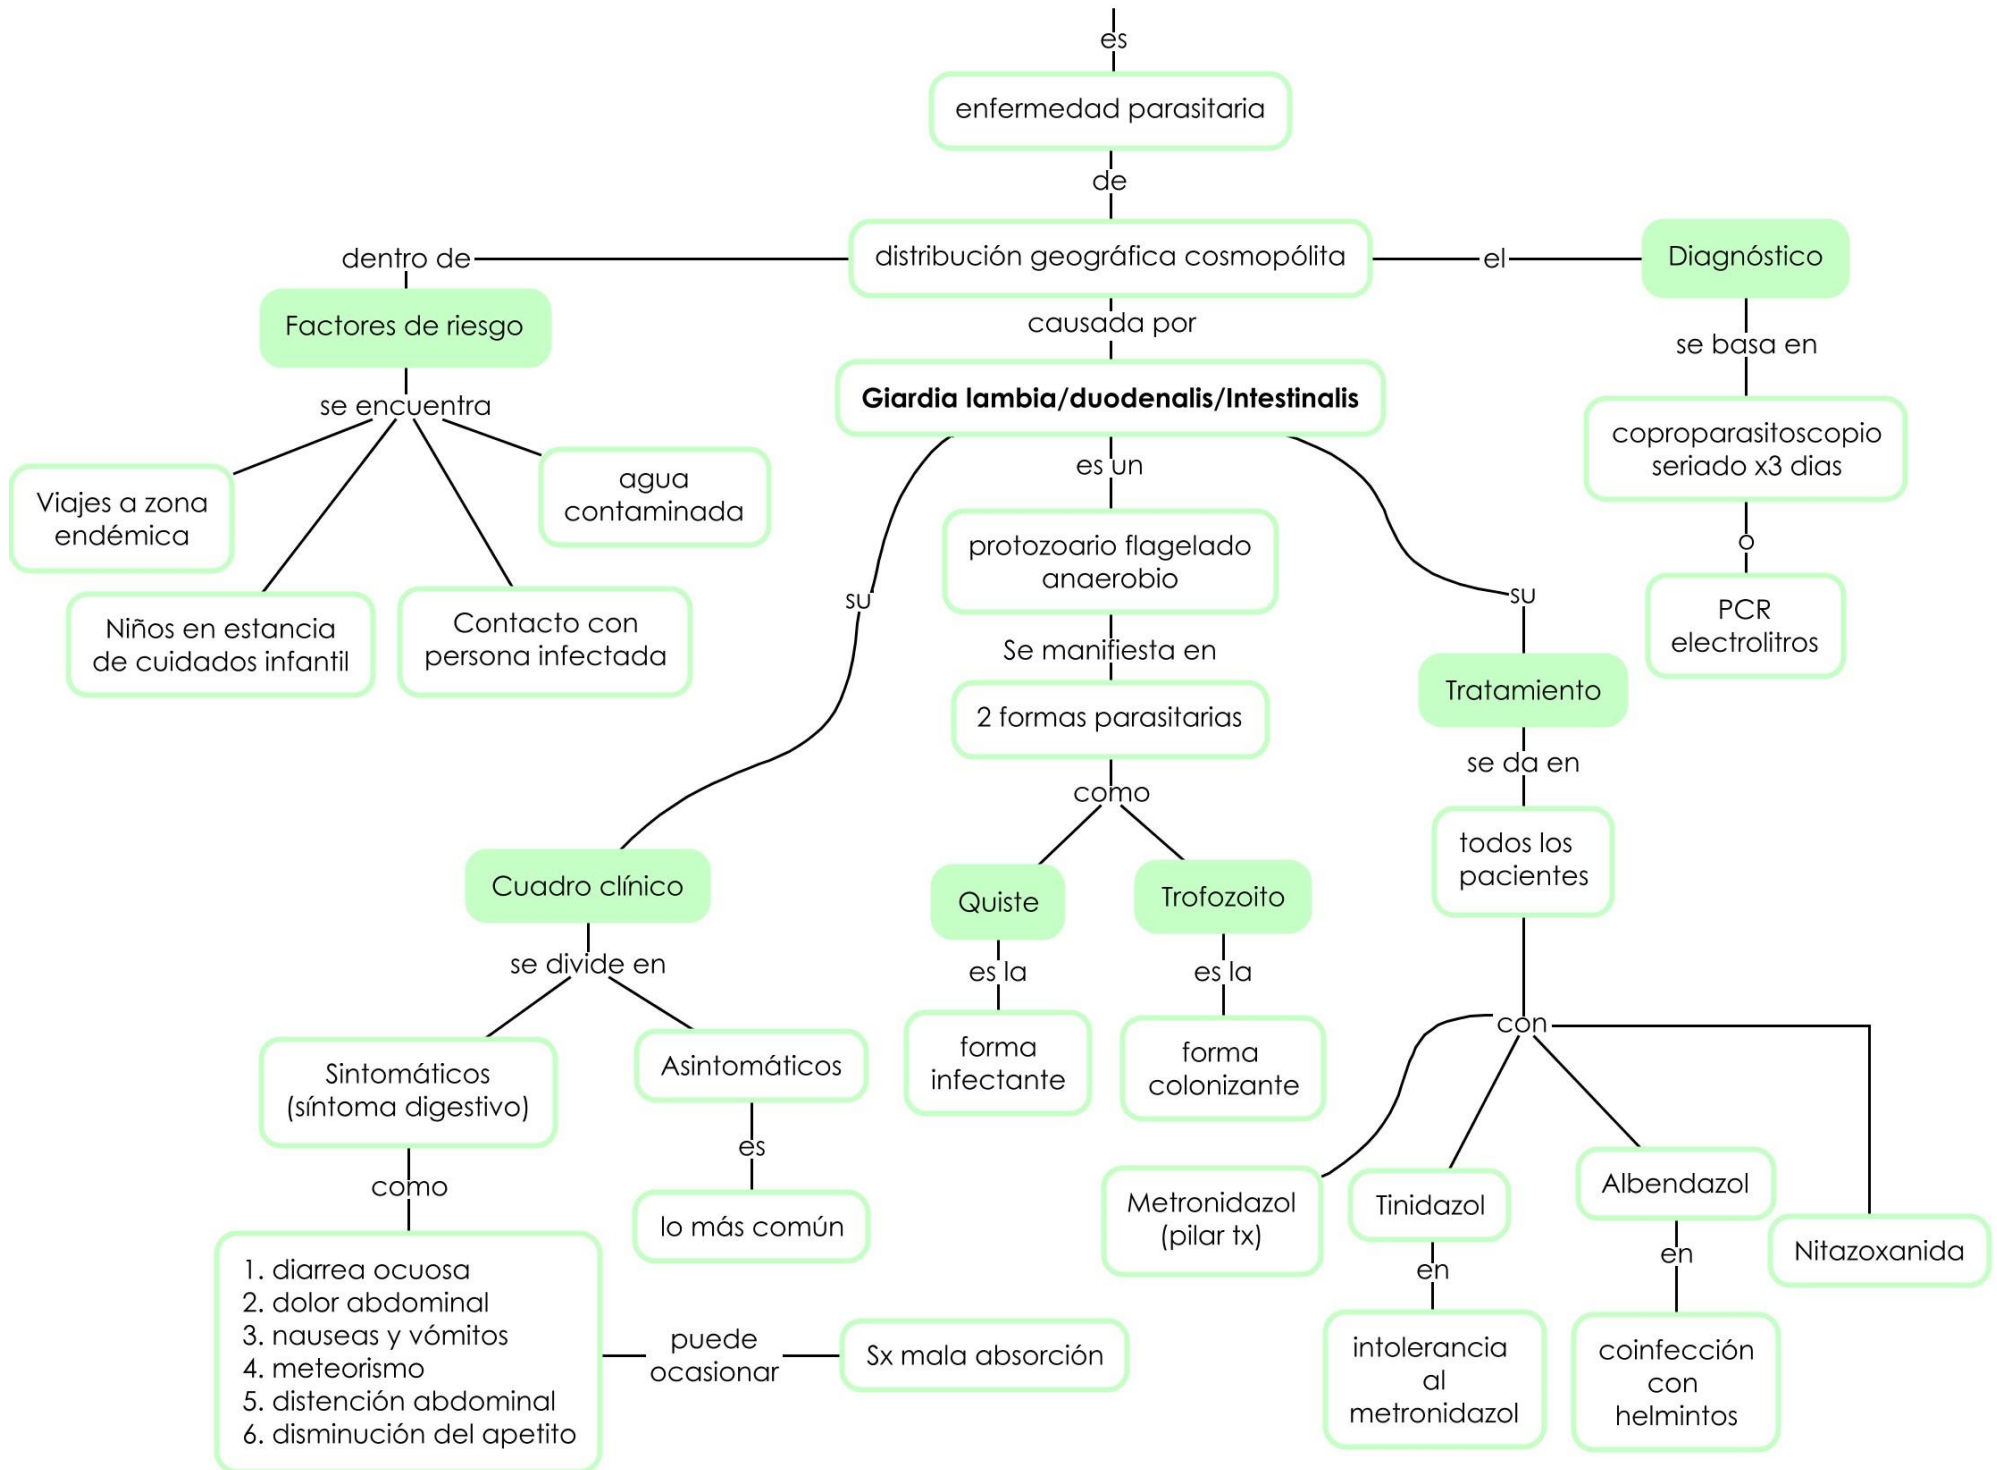 es
enfermedad parasitaria
de
distribución geográfica cosmopólita
dentro de
Factores de riesgo
se encuentra
Viajes a zona
endémica
Niños en estancia
de cuidados infantil
Contacto con
persona infectada
agua
contaminada
el
Diagnóstico
se basa en
coproparasitoscopio
seriado x3 dias
o
PCR
electrolitros
causada por
Giardia lambia/duodenalis/Intestinalis
su
Cuadro clínico
se divide en
Sintomáticos
(síntoma digestivo)
como
1. diarrea ocuosa
2. dolor abdominal
3. nauseas y vómitos
4. meteorismo
5. distención abdominal
6. disminución del apetito
puede
ocasionar
Sx mala absorción
Asintomáticos
es
lo más común
es un
protozoario flagelado
anaerobio
Se manifiesta en
2 formas parasitarias
como
Quiste
es la
forma
infectante
Trofozoito
es la
forma
colonizante
su
Tratamiento
se da en
todos los
pacientes
con
Metronidazol
(pilar tx)
Tinidazol
en
intolerancia
al
metronidazol
Albendazol
en
coinfección
con
helmintos
Nitazoxanida